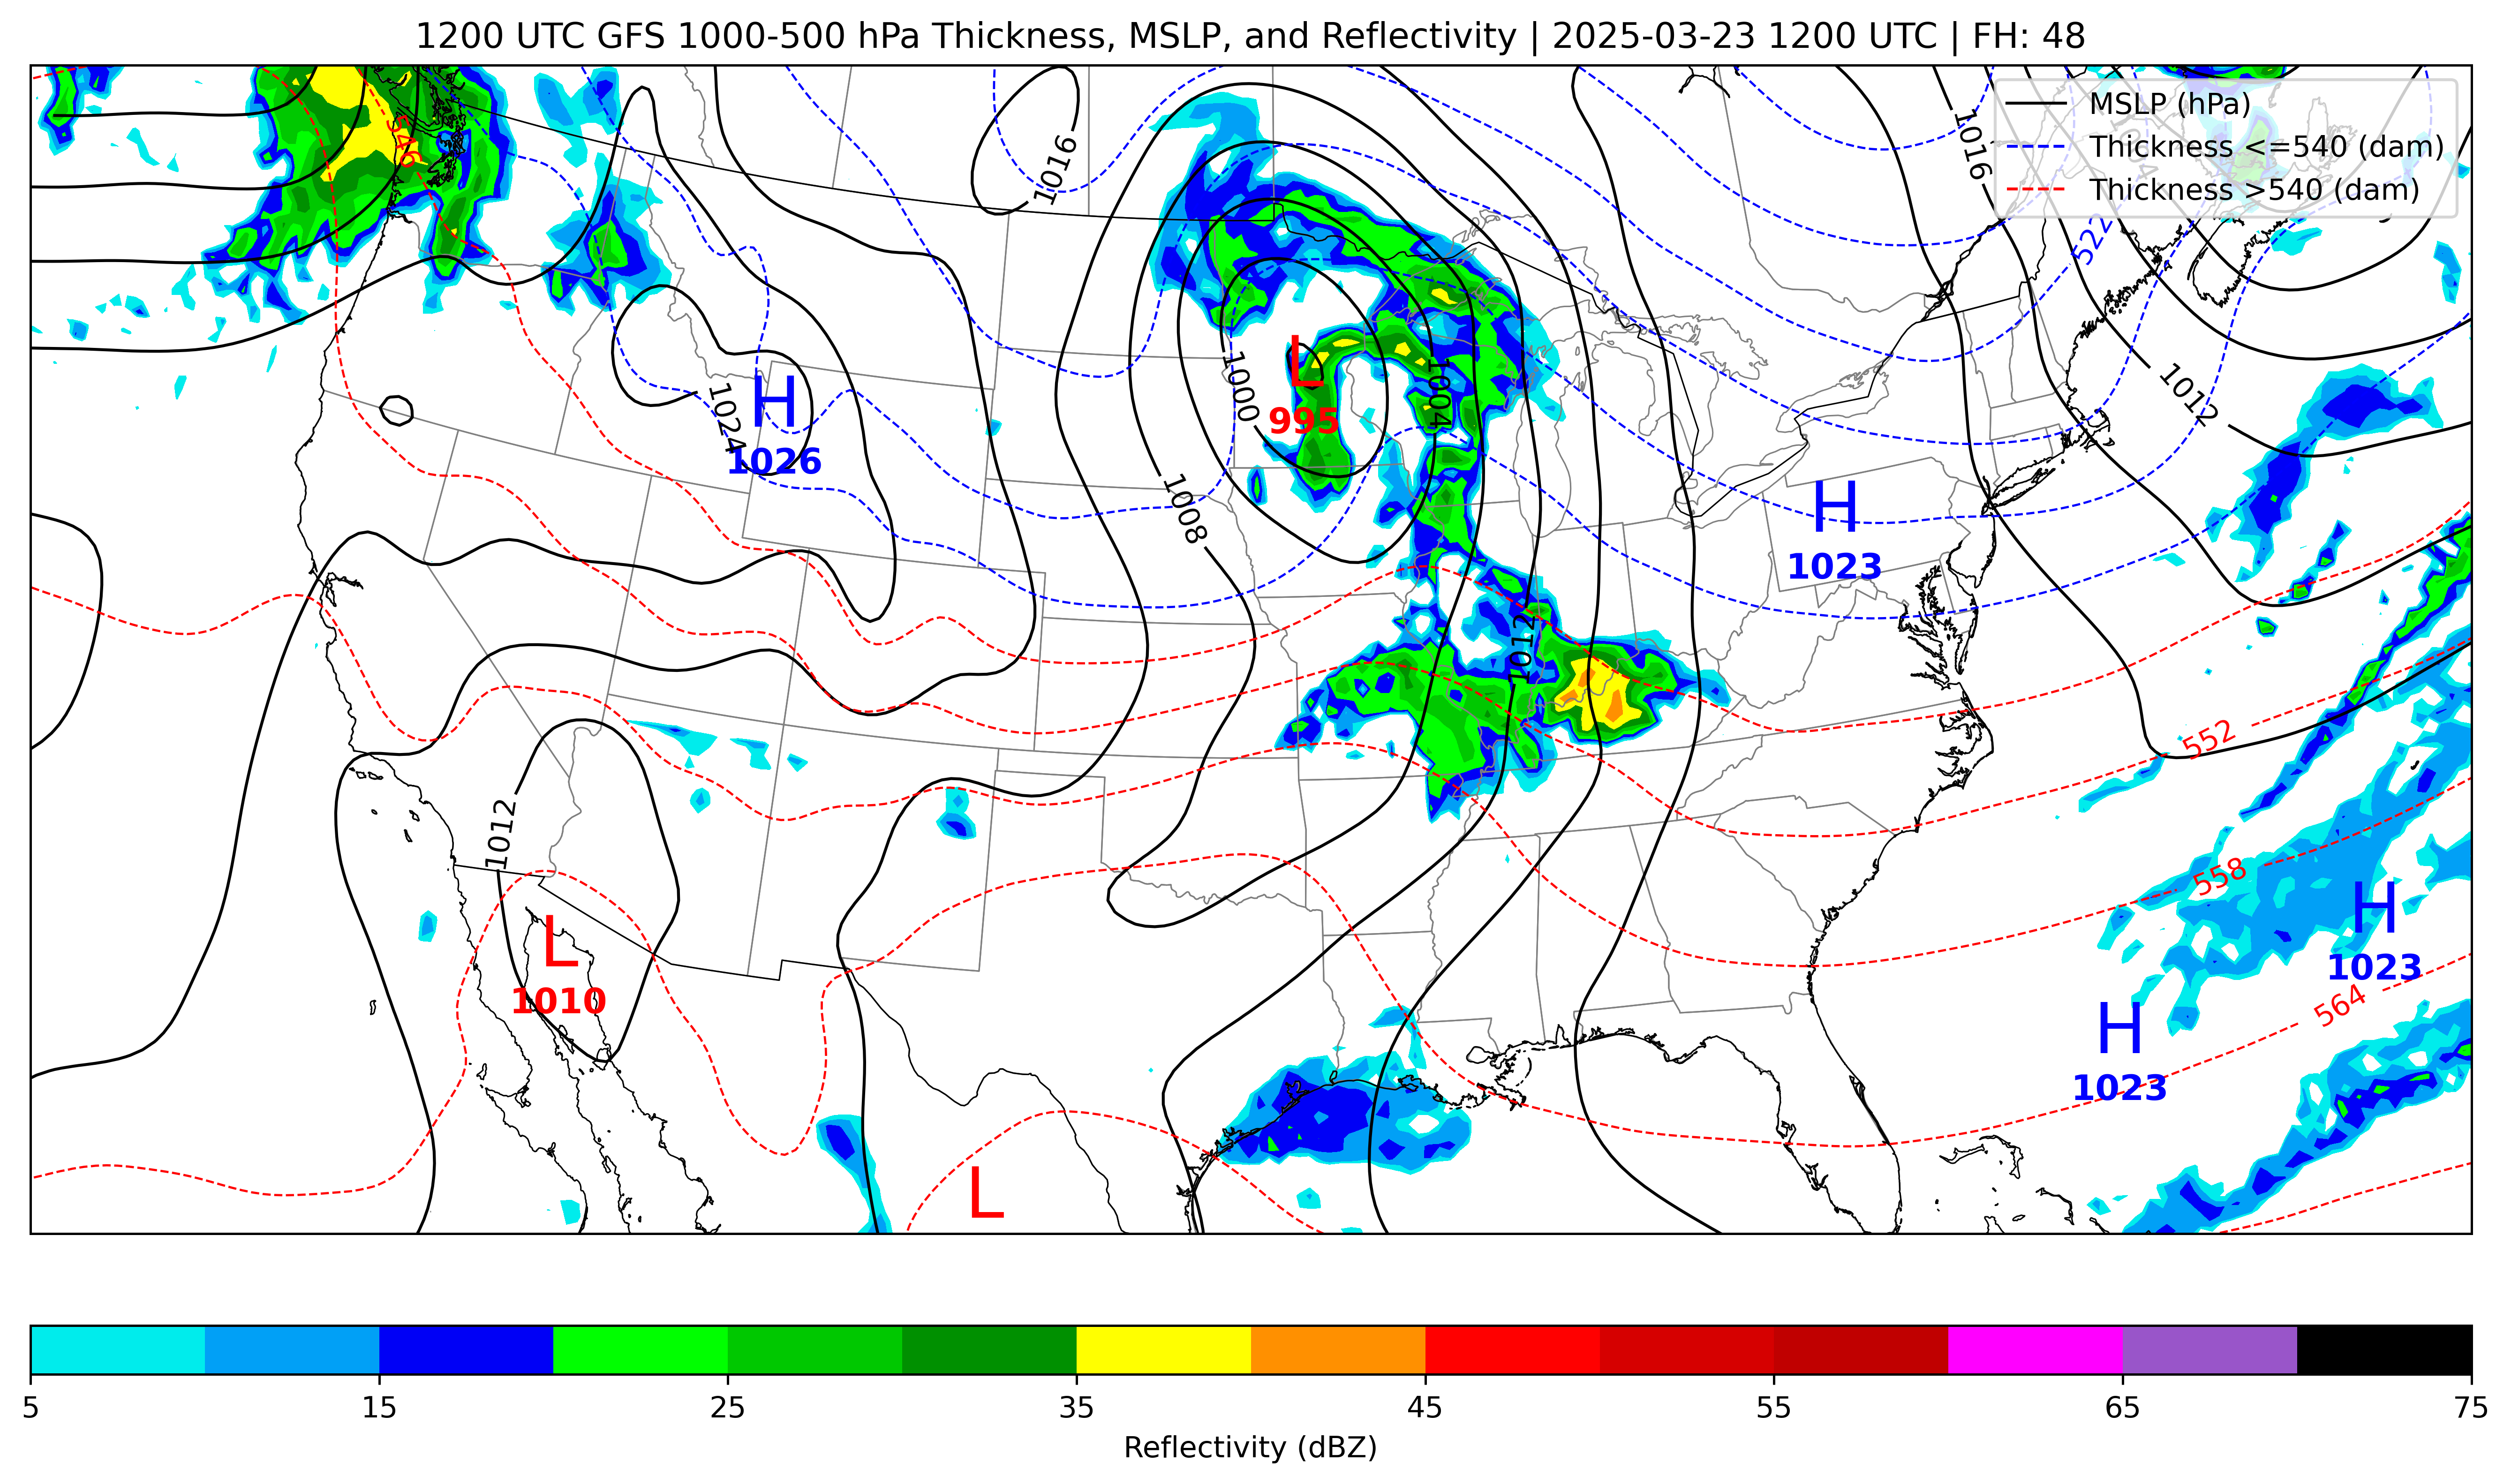 1200 UTC GFS 1000-500 hPa Thickness, MSLP, and Reflectivity | 2025-03-23 1200 UTC | FH: 48
MSLP (hPa)
Thickness <=540 (dam)
Thickness >540 (dam)
546
1016
1016
522
L
995
1000
1004
H
1026
1024
1012
1008
H
1023
1012
552
1012
558
H
1023
L
1010
564
H
1023
L
5 15 25 35 45 55 65 75
Reflectivity (dBZ)